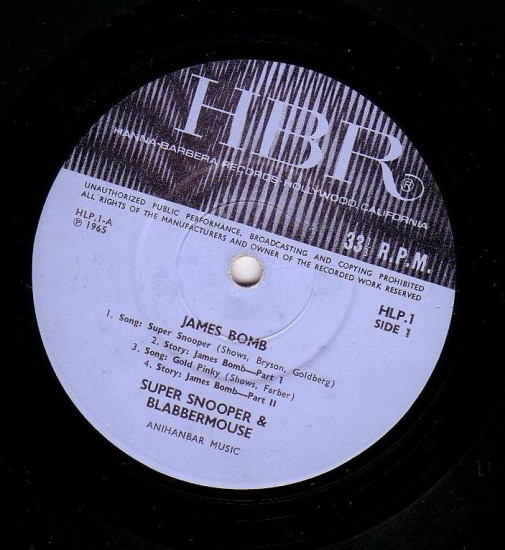 HBR®
HANNA-BARBERA RECORDS·HOLLYWOOD, CALIFORNIA
UNAUTHORIZED PUBLIC PERFORMANCE, BROADCASTING AND COPYING PROHIBITED
ALL RIGHTS OF THE MANUFACTURERS AND OWNER OF THE RECORDED WORK RESERVED
HLP.1-A
℗ 1965
33⅓ R.P.M.
HLP.1
SIDE 1
JAMES BOMB
1. Song: Super Snooper (Shows, Bryson, Goldberg)
2. Story: James Bomb—Part 1
3. Song: Gold Pinky (Shows, Farber)
4. Story: James Bomb—Part II
SUPER SNOOPER &
BLABBERMOUSE
ANIHANBAR MUSIC